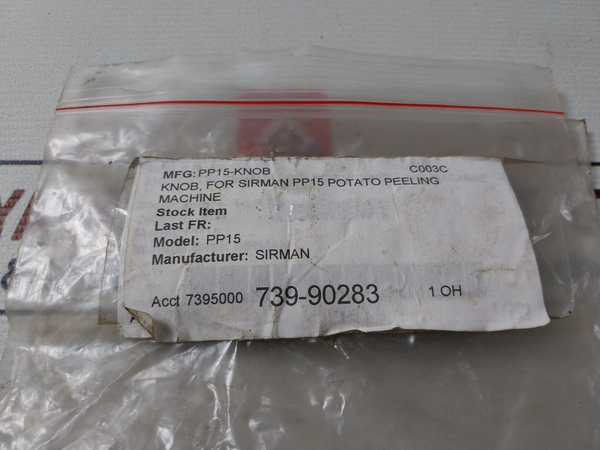 MFG: PP15-KNOB C003C
KNOB, FOR SIRMAN PP15 POTATO PEELING
MACHINE
Stock Item
Last FR:
Model: PP15
Manufacturer: SIRMAN
Acct 7395000 739-90283 1 OH